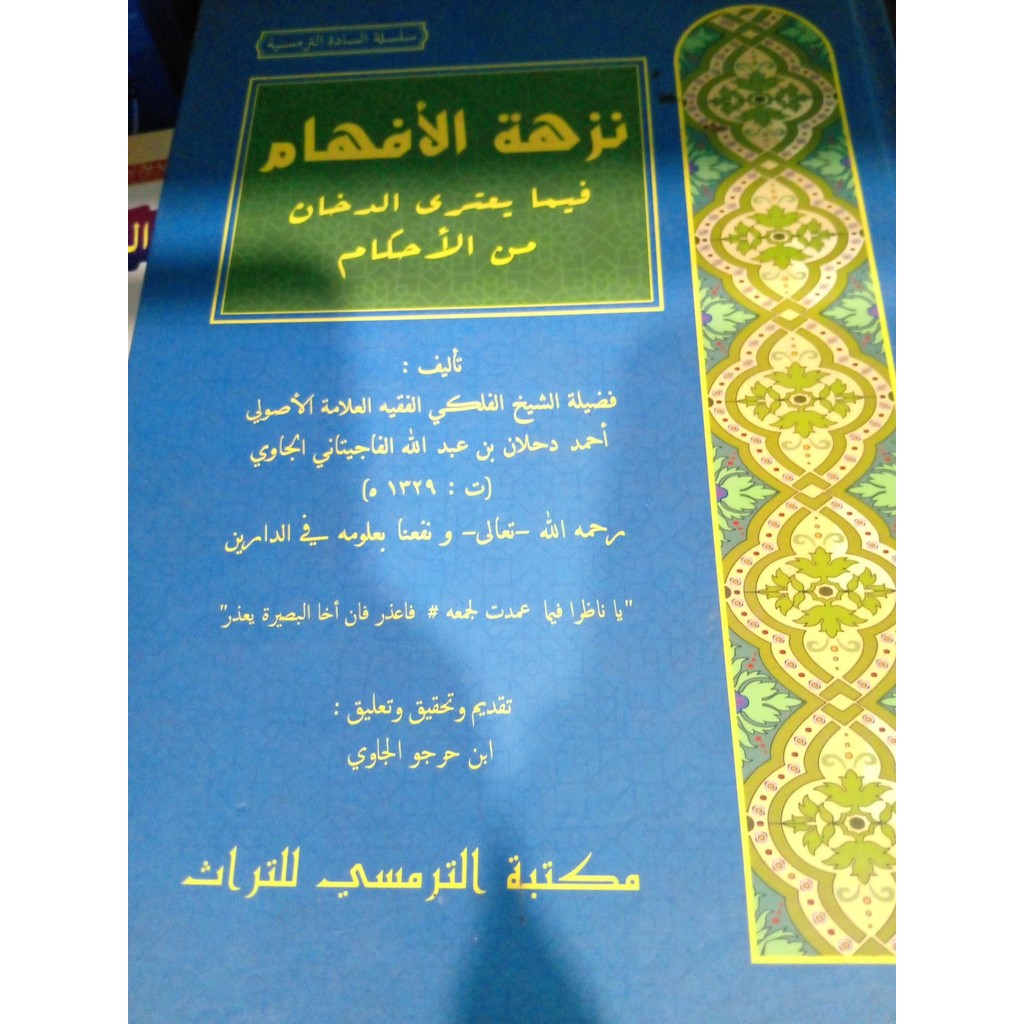 سلسلة السادة الترمسية
نزهة الأفهام
فيما يعترى الدخان
من الأحكام
تأليف :
فضيلة الشيخ الفلكي الفقيه العلامة الأصولي
أحمد دحلان بن عبد الله الفاجيتاني الجاوي
(ت : ١٣٢٩ ه)
رحمه الله -تعالى- و نفعنا بعلومه في الدارين
"يا ناظرا فيما عمدت لجمعه # فاعذر فان أخا البصيرة يعذر"
تقديم وتحقيق وتعليق :
ابن حرجو الجاوي
مكتبة الترمسي للتراث